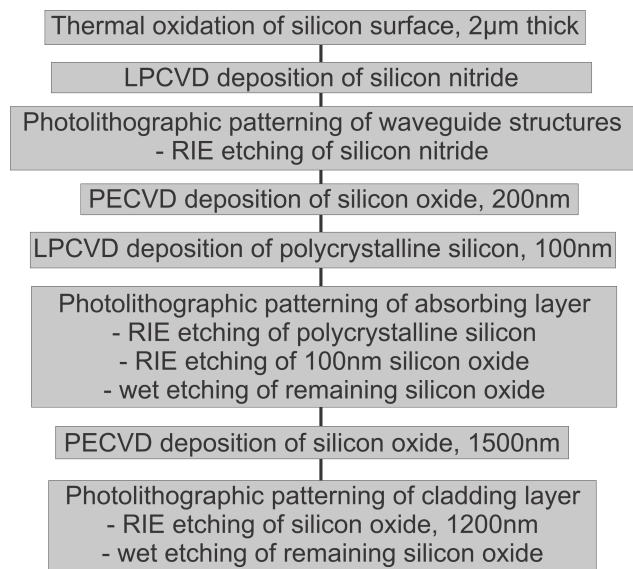 Thermal oxidation of silicon surface, 2µm thick
LPCVD deposition of silicon nitride
Photolithographic patterning of waveguide structures
- RIE etching of silicon nitride
PECVD deposition of silicon oxide, 200nm
LPCVD deposition of polycrystalline silicon, 100nm
Photolithographic patterning of absorbing layer
- RIE etching of polycrystalline silicon
- RIE etching of 100nm silicon oxide
- wet etching of remaining silicon oxide
PECVD deposition of silicon oxide, 1500nm
Photolithographic patterning of cladding layer
- RIE etching of silicon oxide, 1200nm
- wet etching of remaining silicon oxide